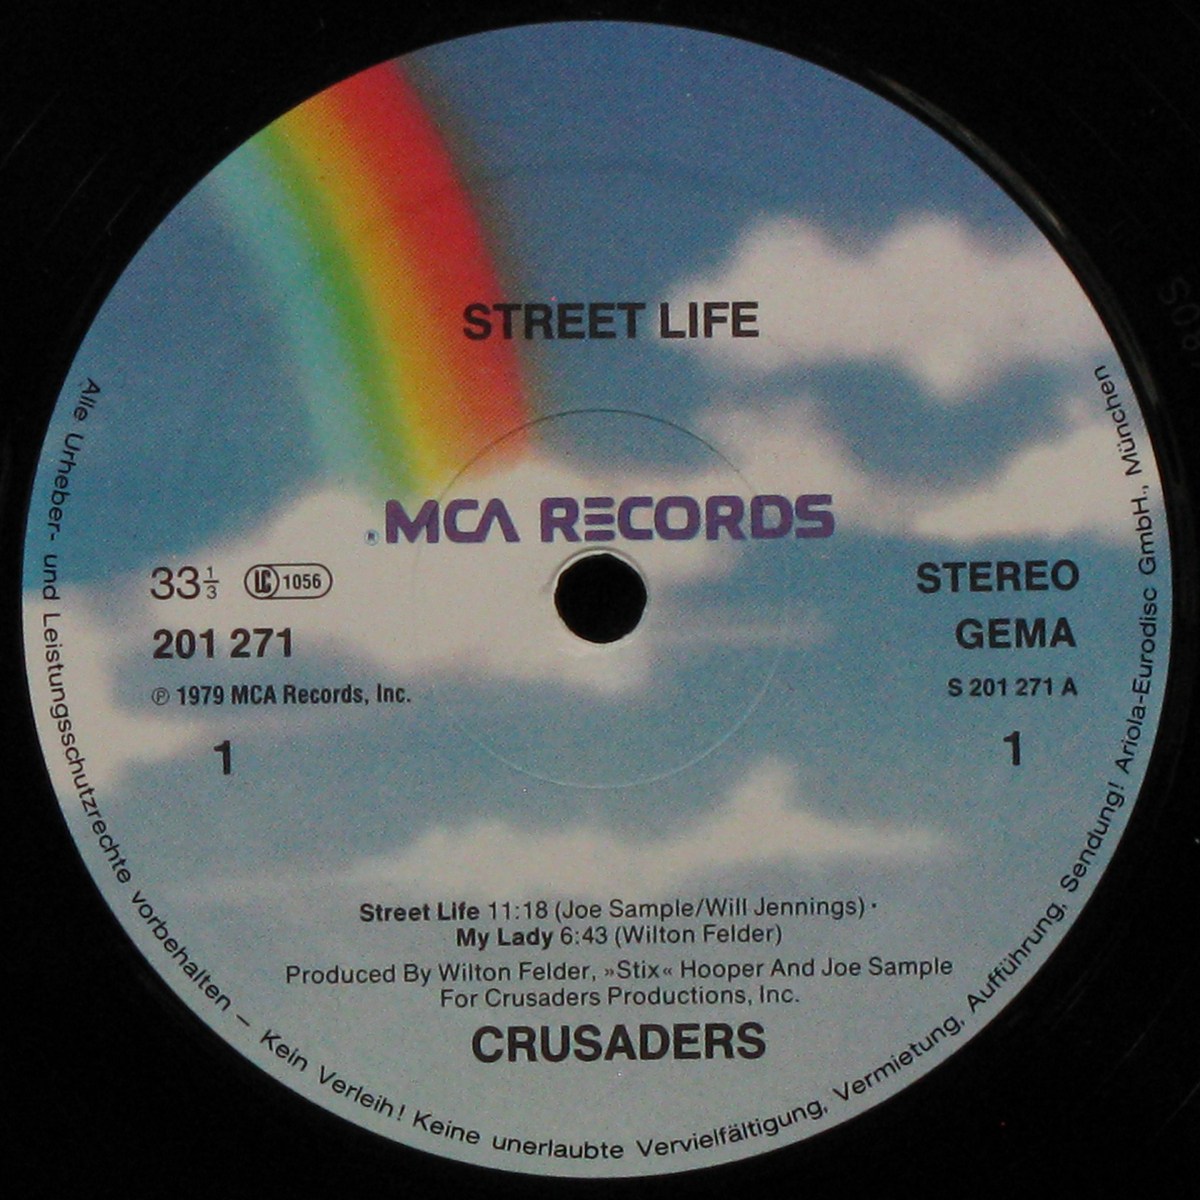 STREET LIFE
® MCA RECORDS
33 1/3 LC 1056
201 271
℗ 1979 MCA Records, Inc.
1
STEREO
GEMA
S 201 271 A
1
Street Life 11:18 (Joe Sample/Will Jennings) ·
My Lady 6:43 (Wilton Felder)
Produced By Wilton Felder, »Stix« Hooper And Joe Sample
For Crusaders Productions, Inc.
CRUSADERS
Alle Urheber- und Leistungsschutzrechte vorbehalten – Kein Verleih! Keine unerlaubte Vervielfältigung, Vermietung, Aufführung, Sendung! Ariola-Eurodisc GmbH., München